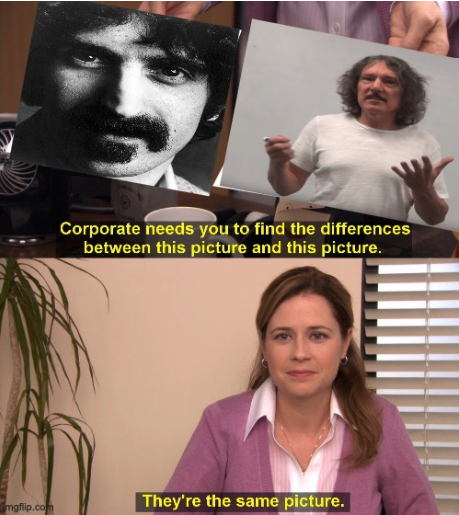 Corporate needs you to find the differences
between this picture and this picture.
They're the same picture.
imgflip.com